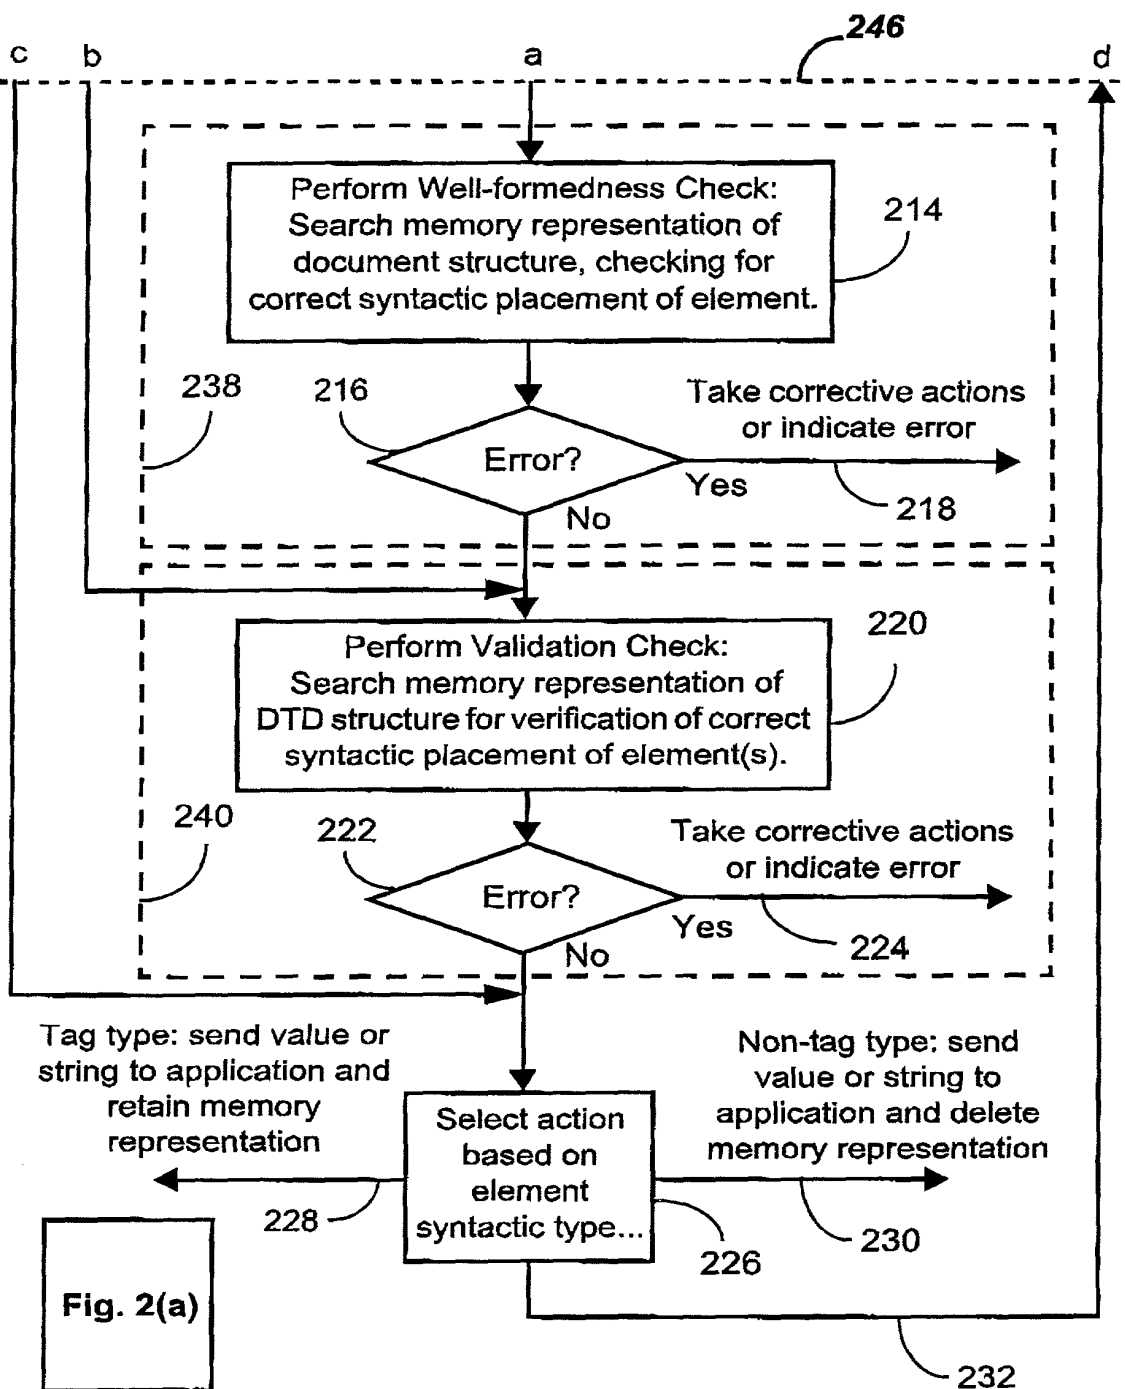 246
c
b
a
d
Perform Well-formedness Check:
Search memory representation of
document structure, checking for
correct syntactic placement of element.
214
238
216
Take corrective actions
or indicate error
Error?
Yes
218
No
Perform Validation Check:
Search memory representation of
DTD structure for verification of correct
syntactic placement of element(s).
220
240
222
Take corrective actions
or indicate error
Error?
Yes
224
No
Tag type: send value or
string to application and
retain memory
representation
Non-tag type: send
value or string to
application and delete
memory representation
Select action
based on
element
syntactic type...
228
226
230
Fig. 2(a)
232